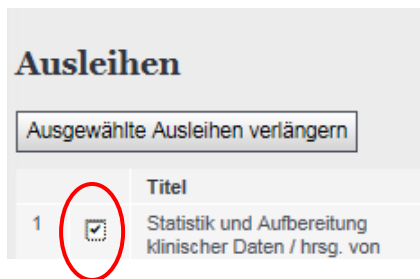 Ausleihen
Ausgewählte Ausleihen verlängern
Titel
1 Statistik und Aufbereitung
klinischer Daten / hrsg. von